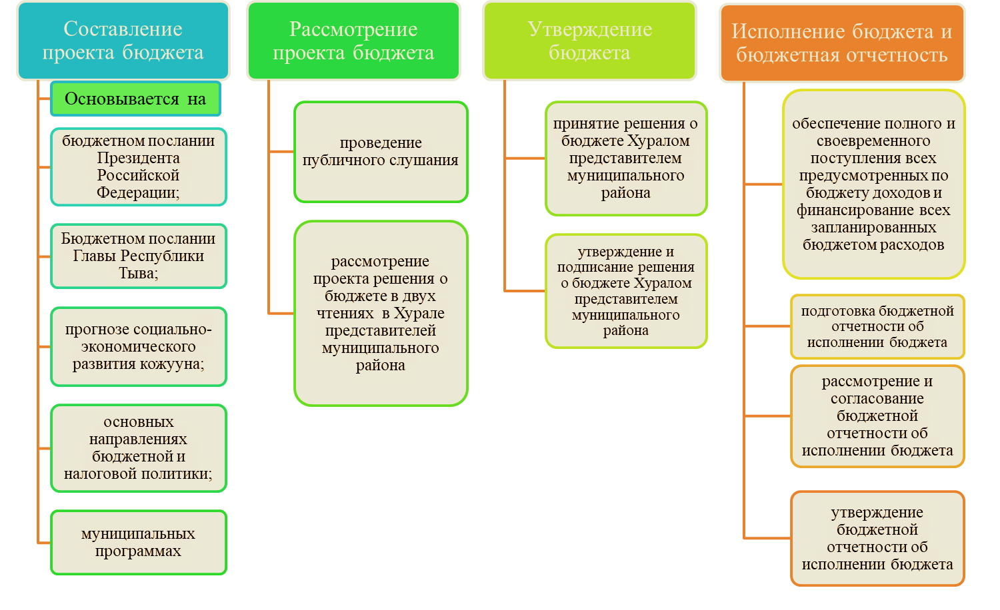 Составление
проекта бюджета
Основывается на
бюджетном послании
Президента
Российской
Федерации;
Бюджетном послании
Главы Республики
Тыва;
прогнозе социально-
экономического
развития кожууна;
основных
направлениях
бюджетной и
налоговой политики;
муниципальных
программах
Рассмотрение
проекта бюджета
проведение
публичного слушания
рассмотрение
проекта решения о
бюджете в двух
чтениях в Хурале
представителей
муниципального
района
Утверждение
бюджета
принятие решения о
бюджете Хуралом
представителем
муниципального
района
утверждение и
подписание решения
о бюджете Хуралом
представителем
муниципального
района
Исполнение бюджета и
бюджетная отчетность
обеспечение полного и
своевременного
поступления всех
предусмотренных по
бюджету доходов и
финансирование всех
запланированных
бюджетом расходов
подготовка бюджетной
отчетности об
исполнении бюджета
рассмотрение и
согласование
бюджетной
отчетности об
исполнении бюджета
утверждение
бюджетной
отчетности об
исполнении бюджета